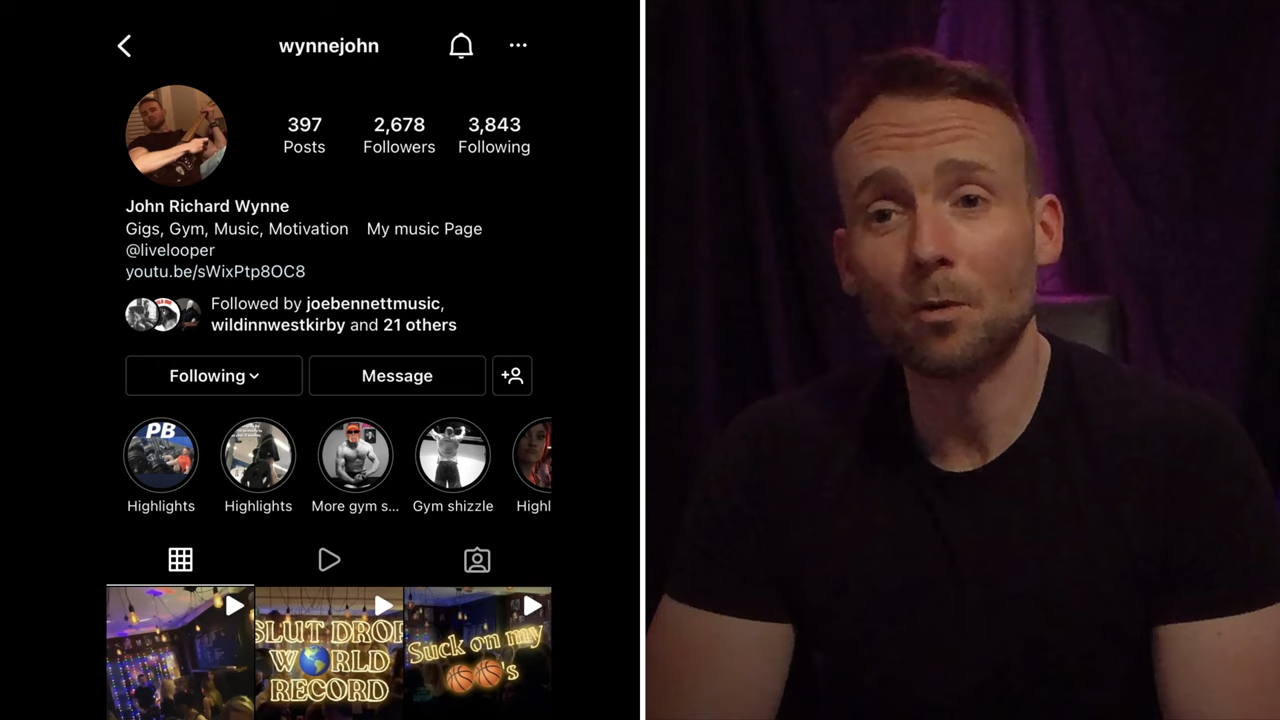 wynnejohn
397
Posts
2,678
Followers
3,843
Following
John Richard Wynne
Gigs, Gym, Music, Motivation My music Page
@livelooper
youtu.be/sWixPtp8OC8
Followed by joebennettmusic,
wildinnwestkirby and 21 others
Following
Message
PB
Highlights
Highlights
More gym s...
Gym shizzle
Highl
SLUT DROP
W🌎RLD
RECORD
Suck on my
🏀🏀's